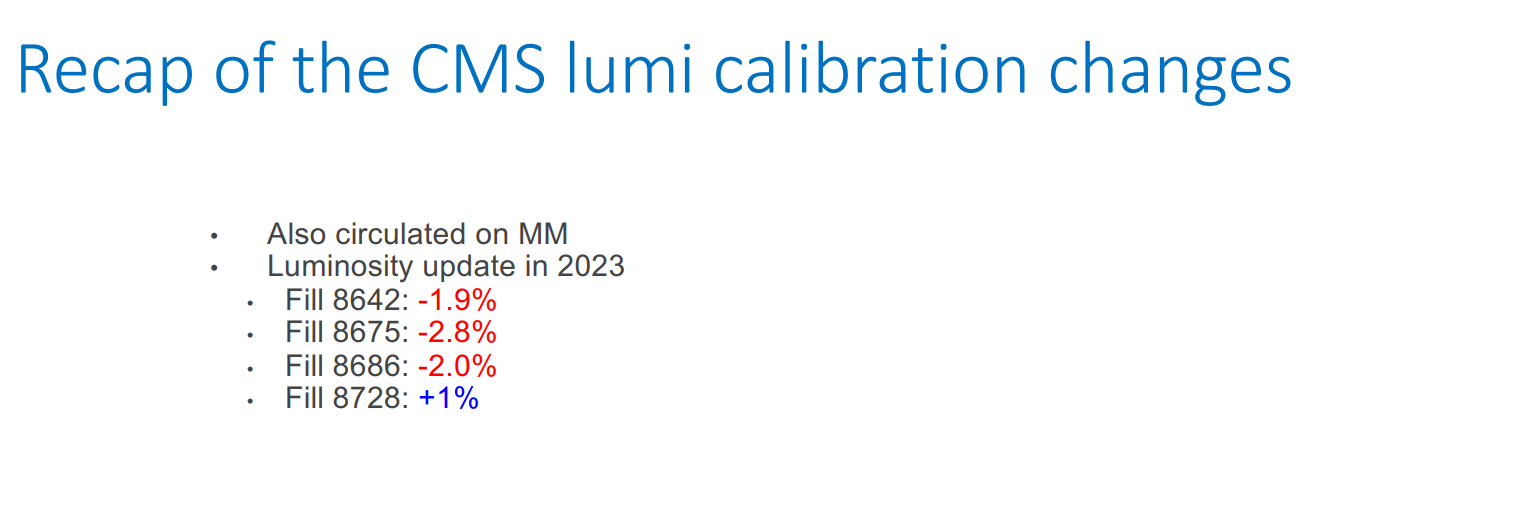 Recap of the CMS lumi calibration changes
• Also circulated on MM
• Luminosity update in 2023
• Fill 8642: -1.9%
• Fill 8675: -2.8%
• Fill 8686: -2.0%
• Fill 8728: +1%